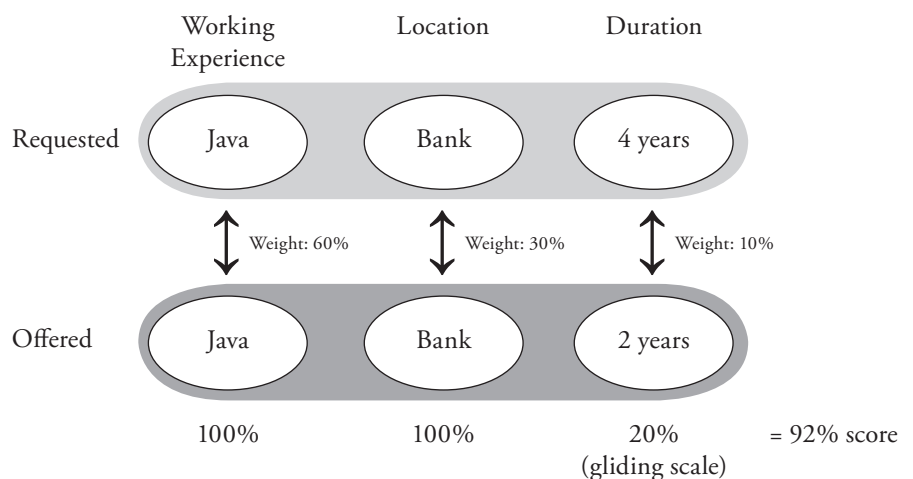 Working
Experience
Location
Duration
Requested
Java
Bank
4 years
Weight: 60%
Weight: 30%
Weight: 10%
Offered
Java
Bank
2 years
100%
100%
20%
(gliding scale)
= 92% score